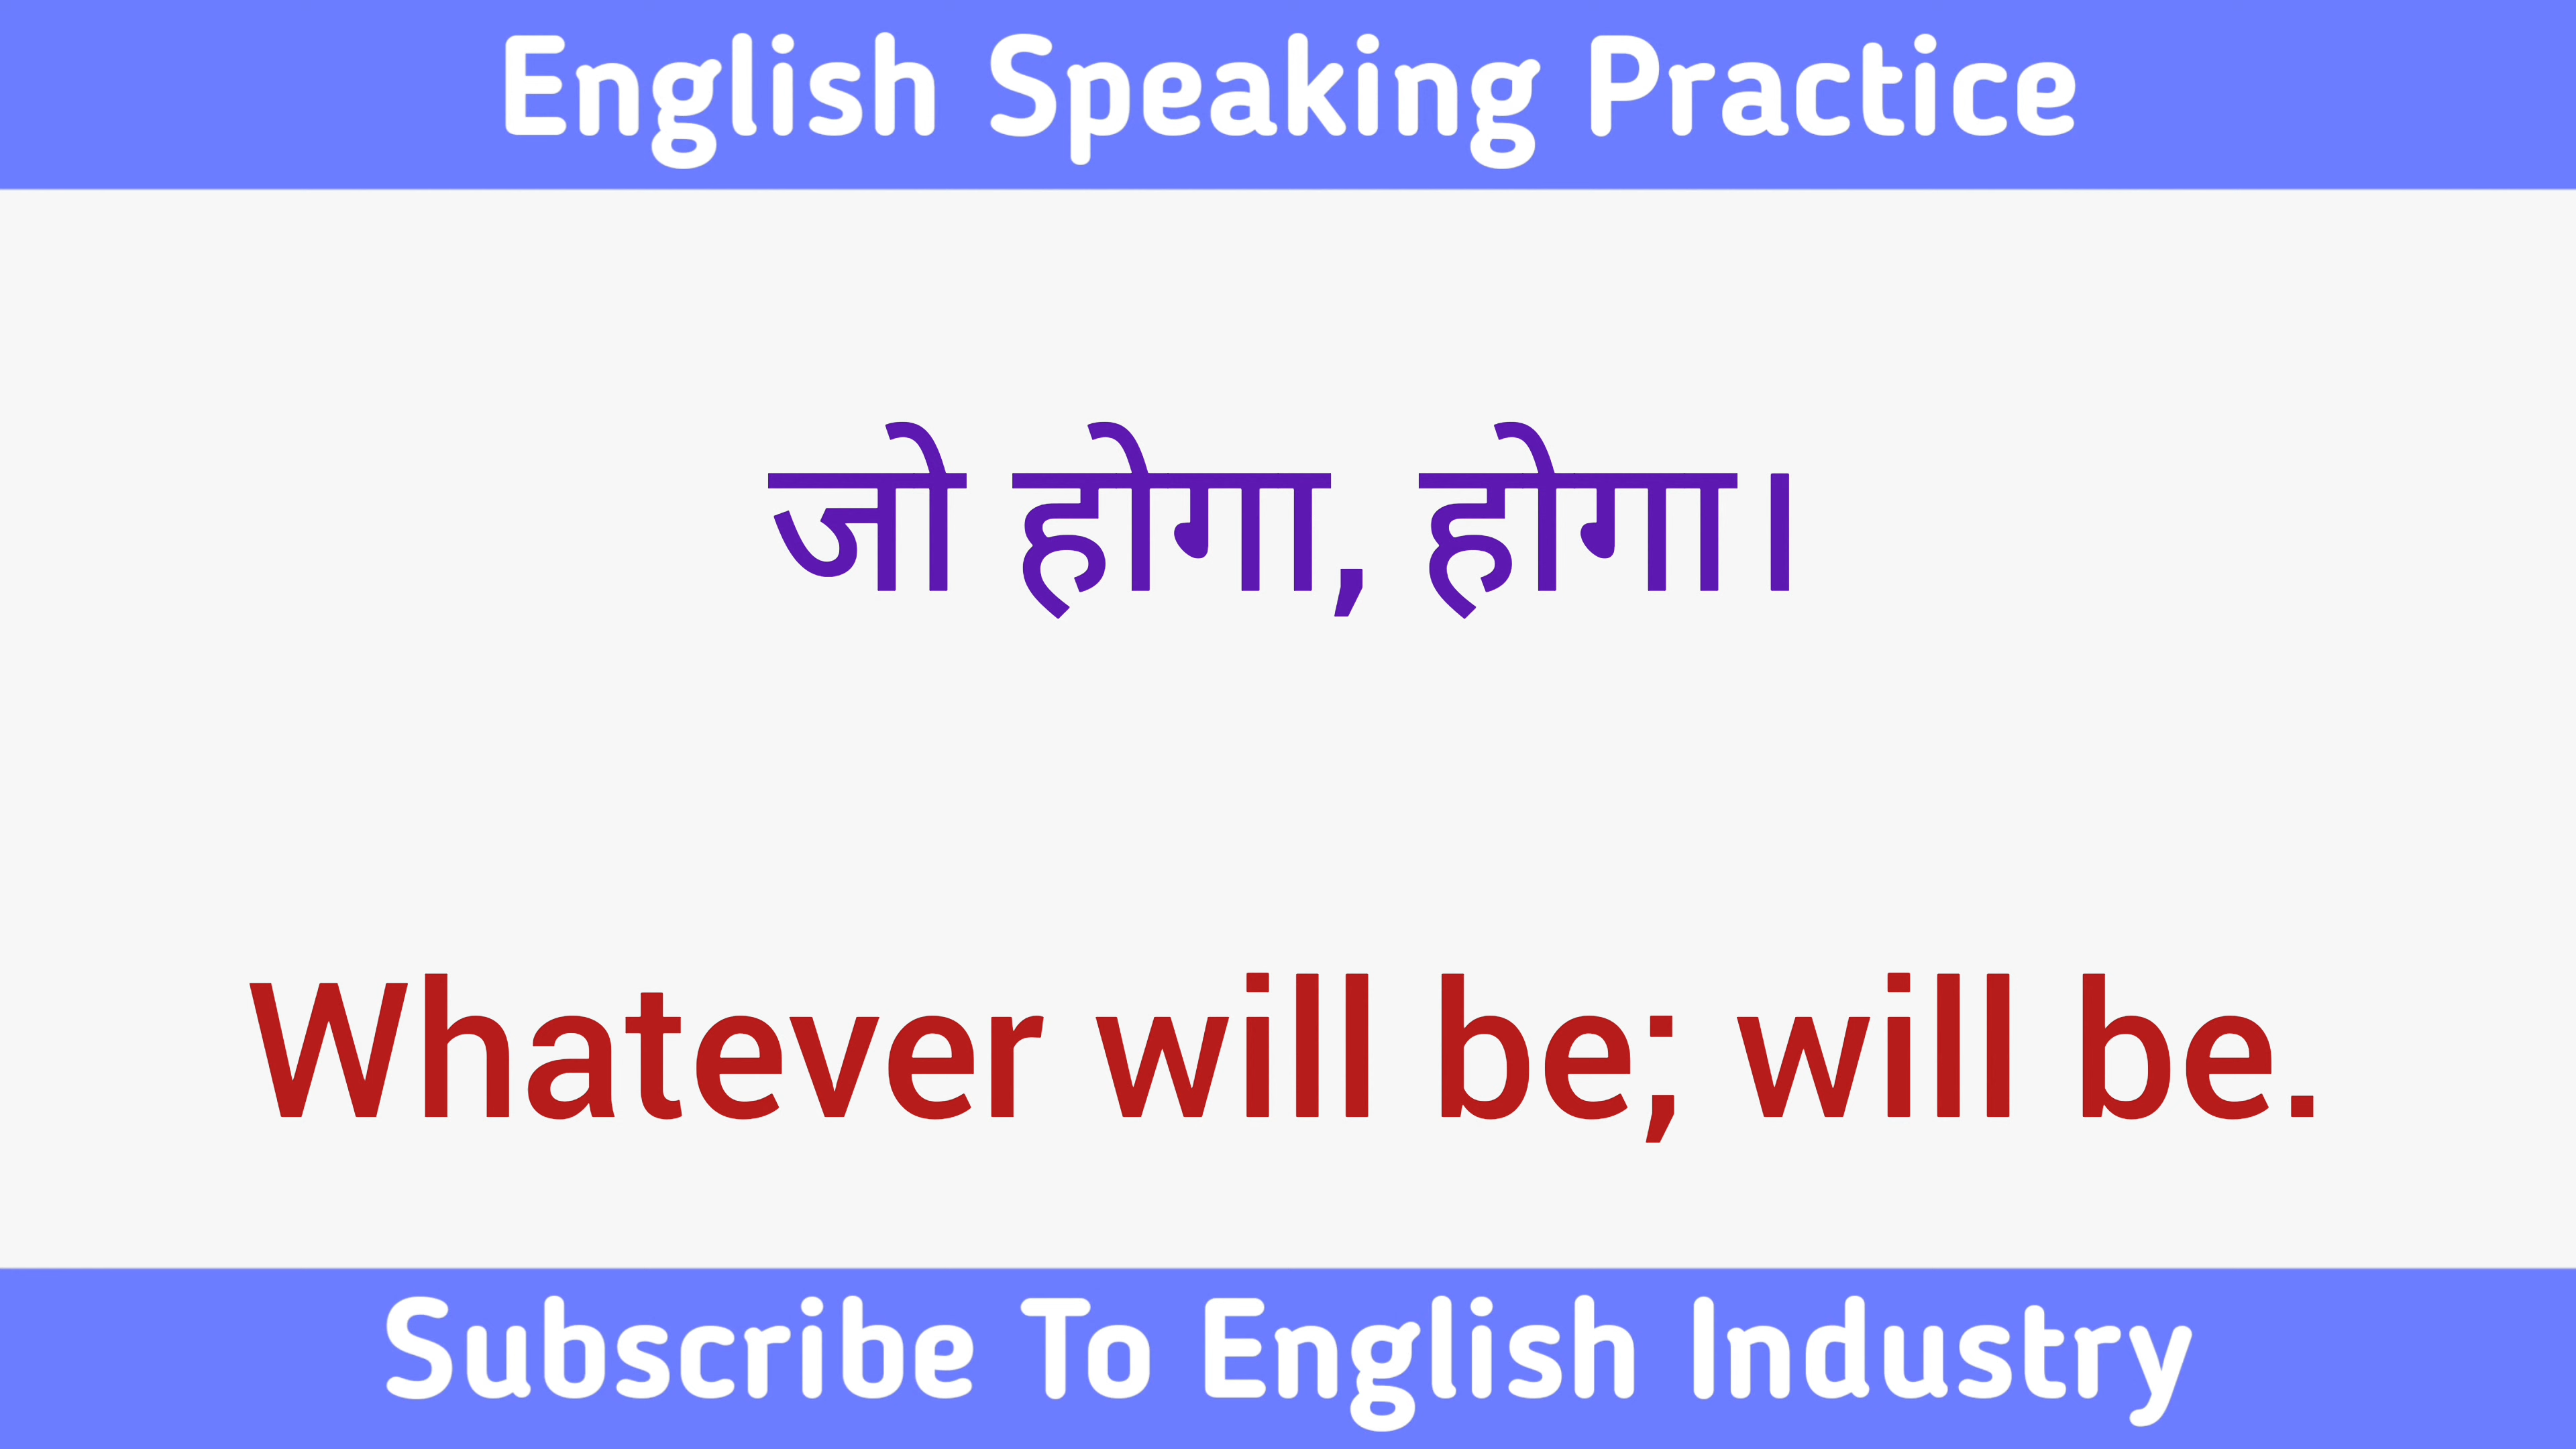 English Speaking Practice
जो होगा, होगा।
Whatever will be; will be.
Subscribe To English Industry